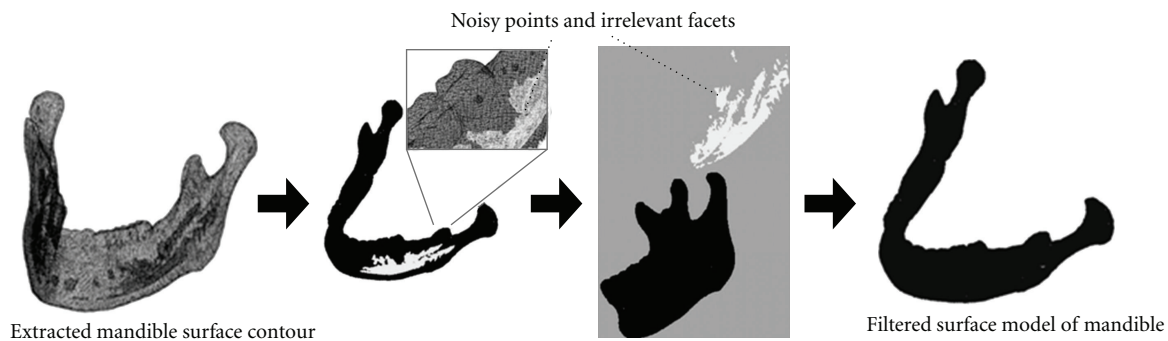 Noisy points and irrelevant facets
Extracted mandible surface contour
Filtered surface model of mandible